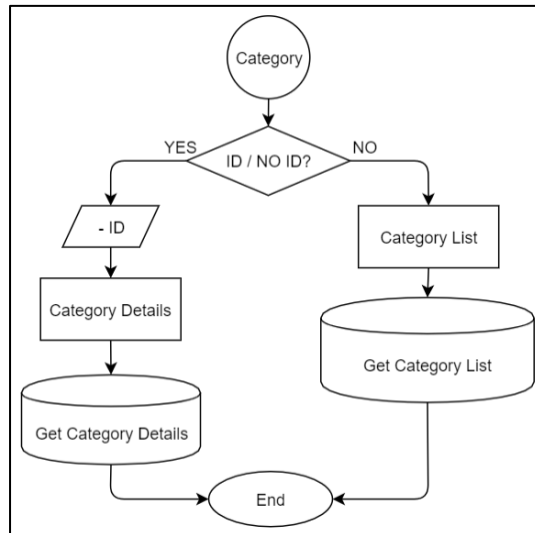 Category
YES
ID / NO ID?
NO
- ID
Category List
Category Details
Get Category List
Get Category Details
End